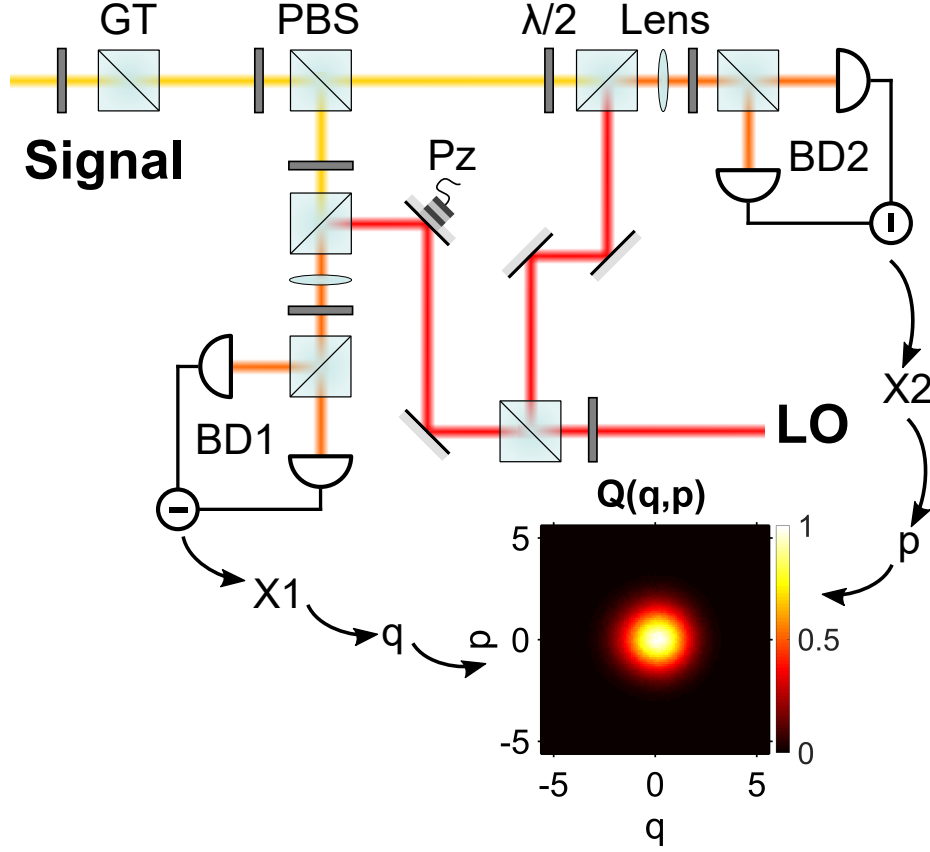 GT
PBS
λ/2
Lens
Signal
Pz
BD2
X2
BD1
LO
Q(q,p)
p
X1
q
5
0
-5
p
1
0.5
0
-5
0
5
q